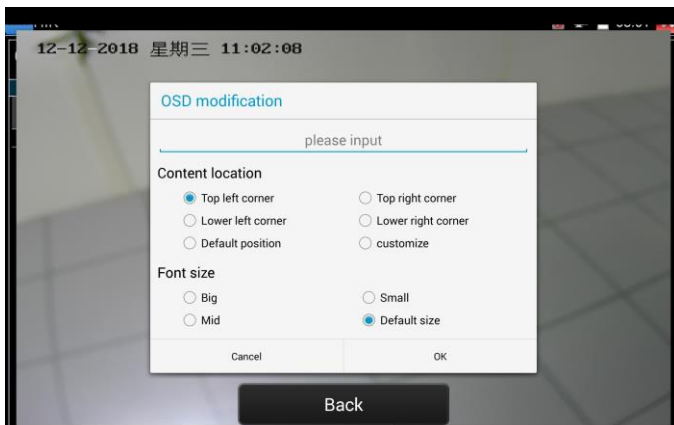 12-12-2018 星期三 11:02:08
OSD modification
please input
Content location
Top left corner
Top right corner
Lower left corner
Lower right corner
Default position
customize
Font size
Big
Small
Mid
Default size
Cancel
OK
Back